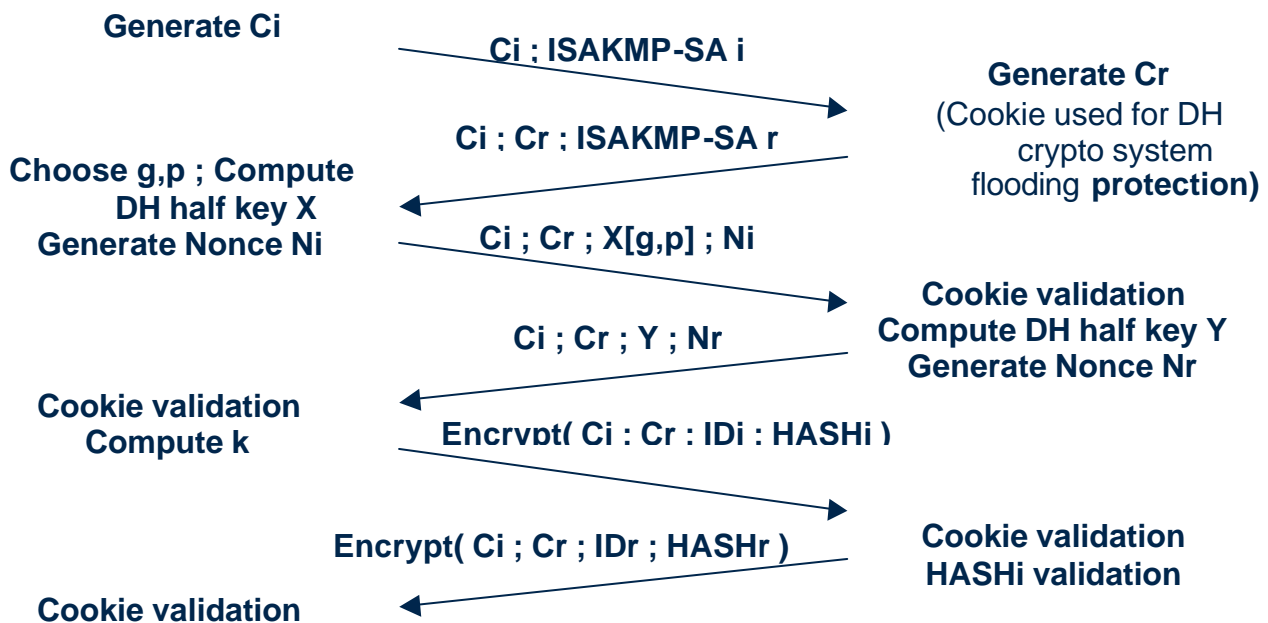 Generate Ci
Ci ; ISAKMP-SA i
Generate Cr
(Cookie used for DH
crypto system
flooding protection)
Ci ; Cr ; ISAKMP-SA r
Choose g,p ; Compute
DH half key X
Generate Nonce Ni
Ci ; Cr ; X[g,p] ; Ni
Cookie validation
Compute DH half key Y
Generate Nonce Nr
Ci ; Cr ; Y ; Nr
Cookie validation
Compute k
Encrypt( Ci ; Cr ; IDi ; HASHi )
Cookie validation
HASHi validation
Encrypt( Ci ; Cr ; IDr ; HASHr )
Cookie validation